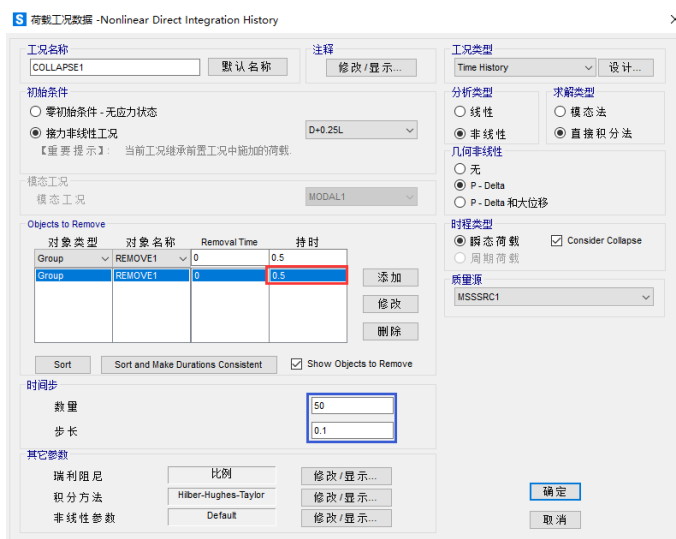 S 荷载工况数据 -Nonlinear Direct Integration History
工况名称
COLLAPSE1
默认名称
注释
修改/显示...
工况类型
Time History
设计...
初始条件
零初始条件 - 无应力状态
接力非线性工况
D+0.25L
【重要提示】: 当前工况继承前置工况中施加的荷载.
分析类型
线性
非线性
求解类型
模态法
直接积分法
几何非线性
无
P - Delta
P - Delta 和大位移
模态工况
模态工况
MODAL1
Objects to Remove
对象类型 对象名称 Removal Time 持时
Group REMOVE1 0 0.5
Group REMOVE1 0 0.5
添加
修改
删除
Sort
Sort and Make Durations Consistent
Show Objects to Remove
时程类型
瞬态荷载
Consider Collapse
周期荷载
质量源
MSSSRC1
时间步
数量 50
步长 0.1
其它参数
瑞利阻尼 比例 修改/显示...
积分方法 Hilber-Hughes-Taylor 修改/显示...
非线性参数 Default 修改/显示...
确定
取消